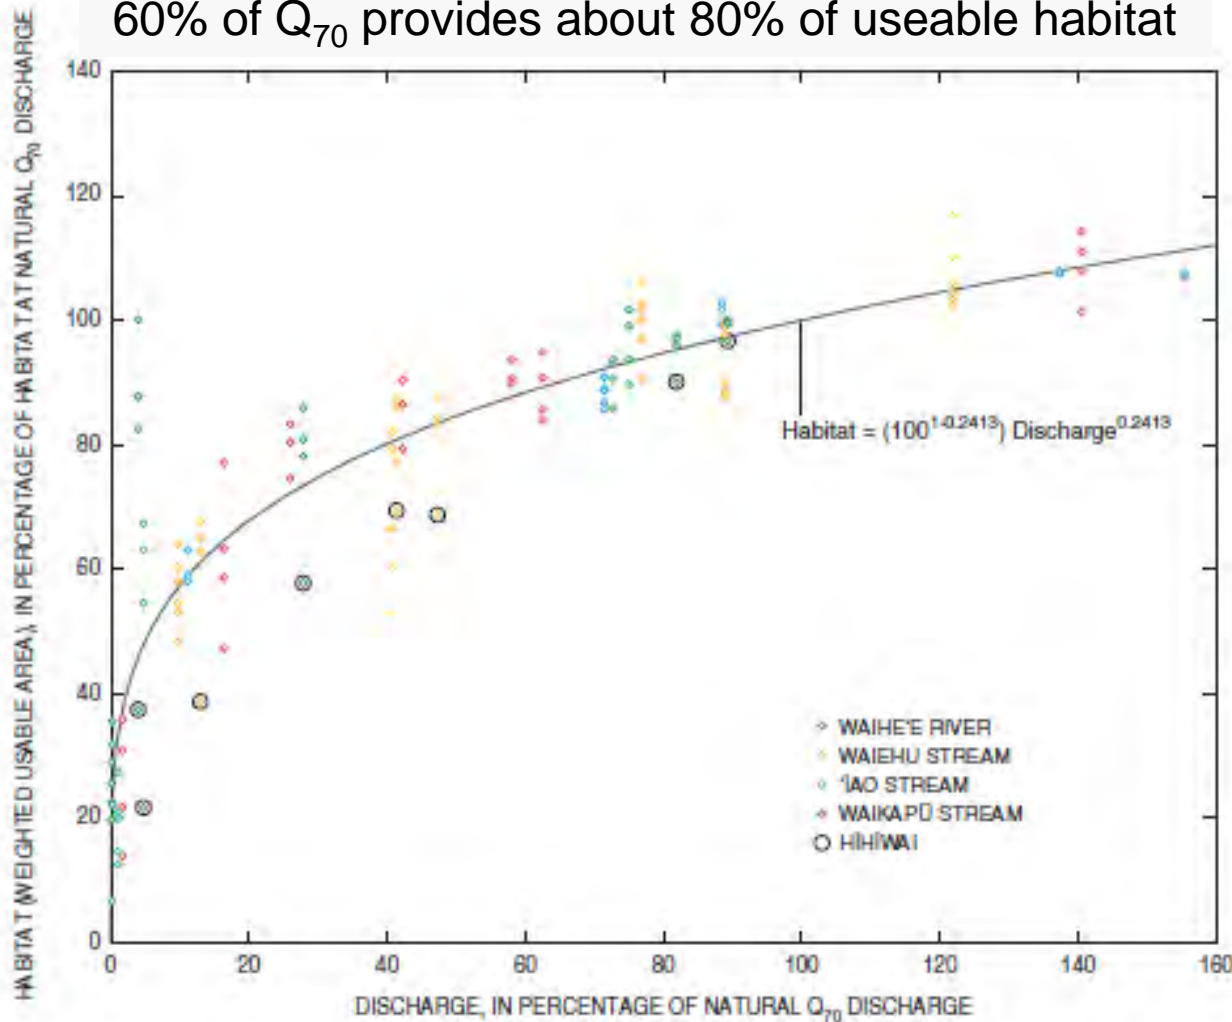 60% of Q70 provides about 80% of useable habitat
HABITAT (WEIGHTED USABLE AREA), IN PERCENTAGE OF HABITAT AT NATURAL Q70 DISCHARGE
140
120
100
80
60
40
20
0
Habitat = (100^1-0.2413) Discharge^0.2413
WAIHE'E RIVER
WAIEHU STREAM
'ĪAO STREAM
WAIKAPŪ STREAM
HĪHĪWAI
0 20 40 60 80 100 120 140 160
DISCHARGE, IN PERCENTAGE OF NATURAL Q70 DISCHARGE